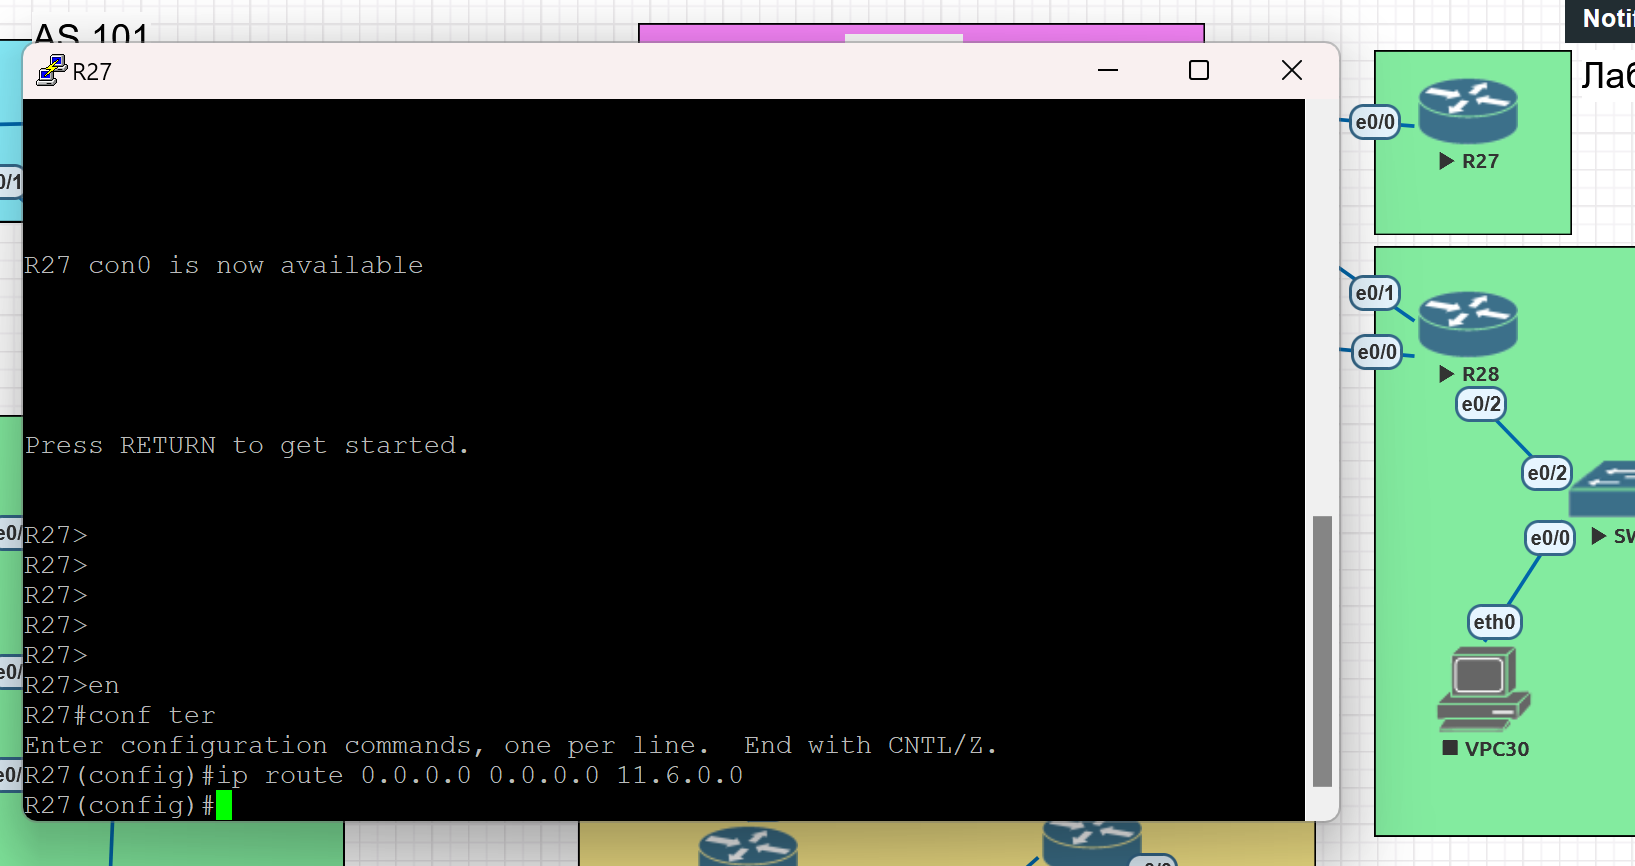 AS 101
Noti
R27
Лаб
e0/0
R27
0/1
R27 con0 is now available
e0/1
e0/0
R28
e0/2
Press RETURN to get started.
e0/2
e0/
R27>
R27>
R27>
R27>
R27>
R27>en
R27#conf ter
Enter configuration commands, one per line.  End with CNTL/Z.
R27(config)#ip route 0.0.0.0 0.0.0.0 11.6.0.0
R27(config)#
e0/0
SW
eth0
e0/
VPC30
e0/